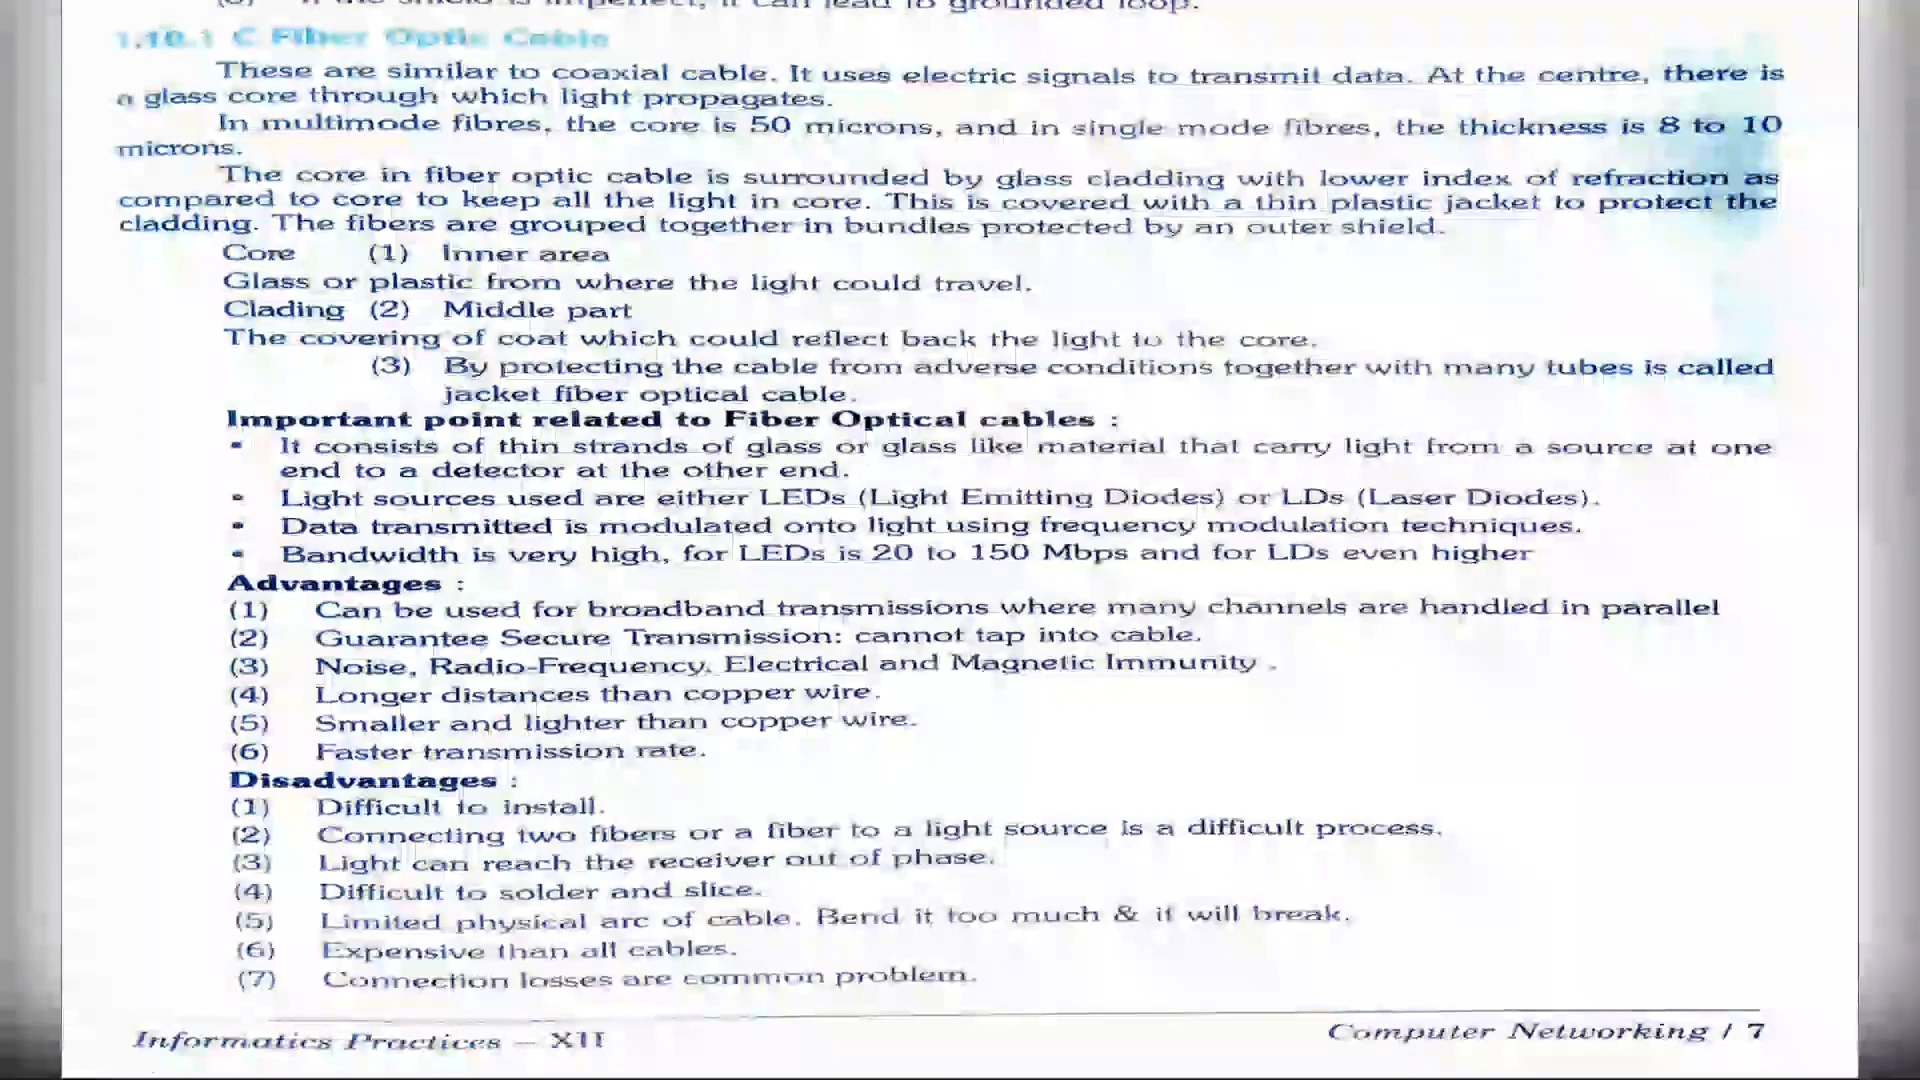 (6) If the shield is imperfect, it can lead to grounded loop.
1.10.1 C Fiber Optic Cable
These are similar to coaxial cable. It uses electric signals to transmit data. At the centre, there is
a glass core through which light propagates.
In multimode fibres, the core is 50 microns, and in single mode fibres, the thickness is 8 to 10
microns.
The core in fiber optic cable is surrounded by glass cladding with lower index of refraction as
compared to core to keep all the light in core. This is covered with a thin plastic jacket to protect the
cladding. The fibers are grouped together in bundles protected by an outer shield.
Core (1) Inner area
Glass or plastic from where the light could travel.
Clading (2) Middle part
The covering of coat which could reflect back the light to the core.
(3) By protecting the cable from adverse conditions together with many tubes is called
jacket fiber optical cable.
Important point related to Fiber Optical cables :
▪ It consists of thin strands of glass or glass like material that carry light from a source at one
end to a detector at the other end.
▪ Light sources used are either LEDs (Light Emitting Diodes) or LDs (Laser Diodes).
▪ Data transmitted is modulated onto light using frequency modulation techniques.
▪ Bandwidth is very high, for LEDs is 20 to 150 Mbps and for LDs even higher
Advantages :
(1) Can be used for broadband transmissions where many channels are handled in parallel
(2) Guarantee Secure Transmission: cannot tap into cable.
(3) Noise, Radio-Frequency, Electrical and Magnetic Immunity .
(4) Longer distances than copper wire.
(5) Smaller and lighter than copper wire.
(6) Faster transmission rate.
Disadvantages :
(1) Difficult to install.
(2) Connecting two fibers or a fiber to a light source is a difficult process.
(3) Light can reach the receiver out of phase.
(4) Difficult to solder and slice.
(5) Limited physical arc of cable. Bend it too much & it will break.
(6) Expensive than all cables.
(7) Connection losses are common problem.
Informatics Practices – XII
Computer Networking / 7